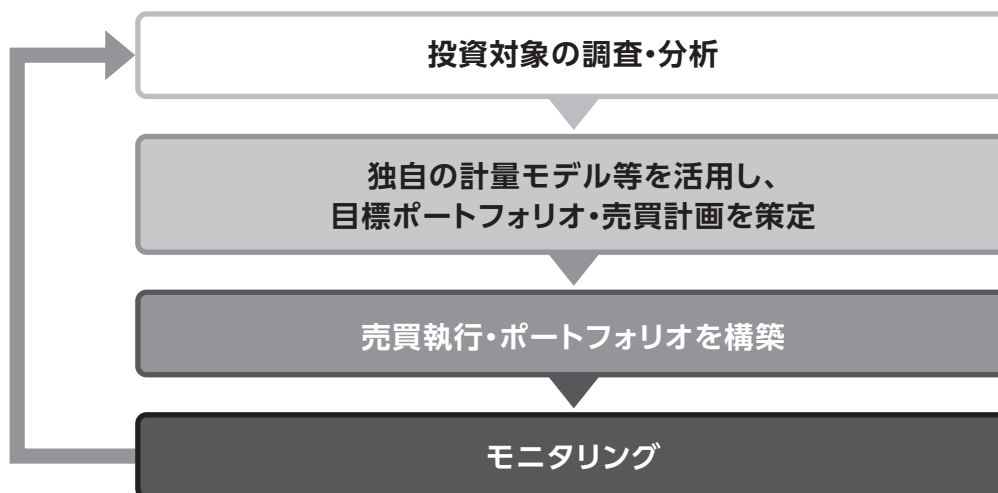 投資対象の調査・分析
独自の計量モデル等を活用し、
目標ポートフォリオ・売買計画を策定
売買執行・ポートフォリオを構築
モニタリング